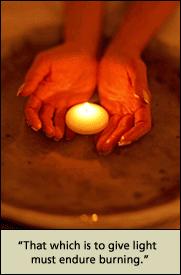 “That which is to give light
must endure burning.”